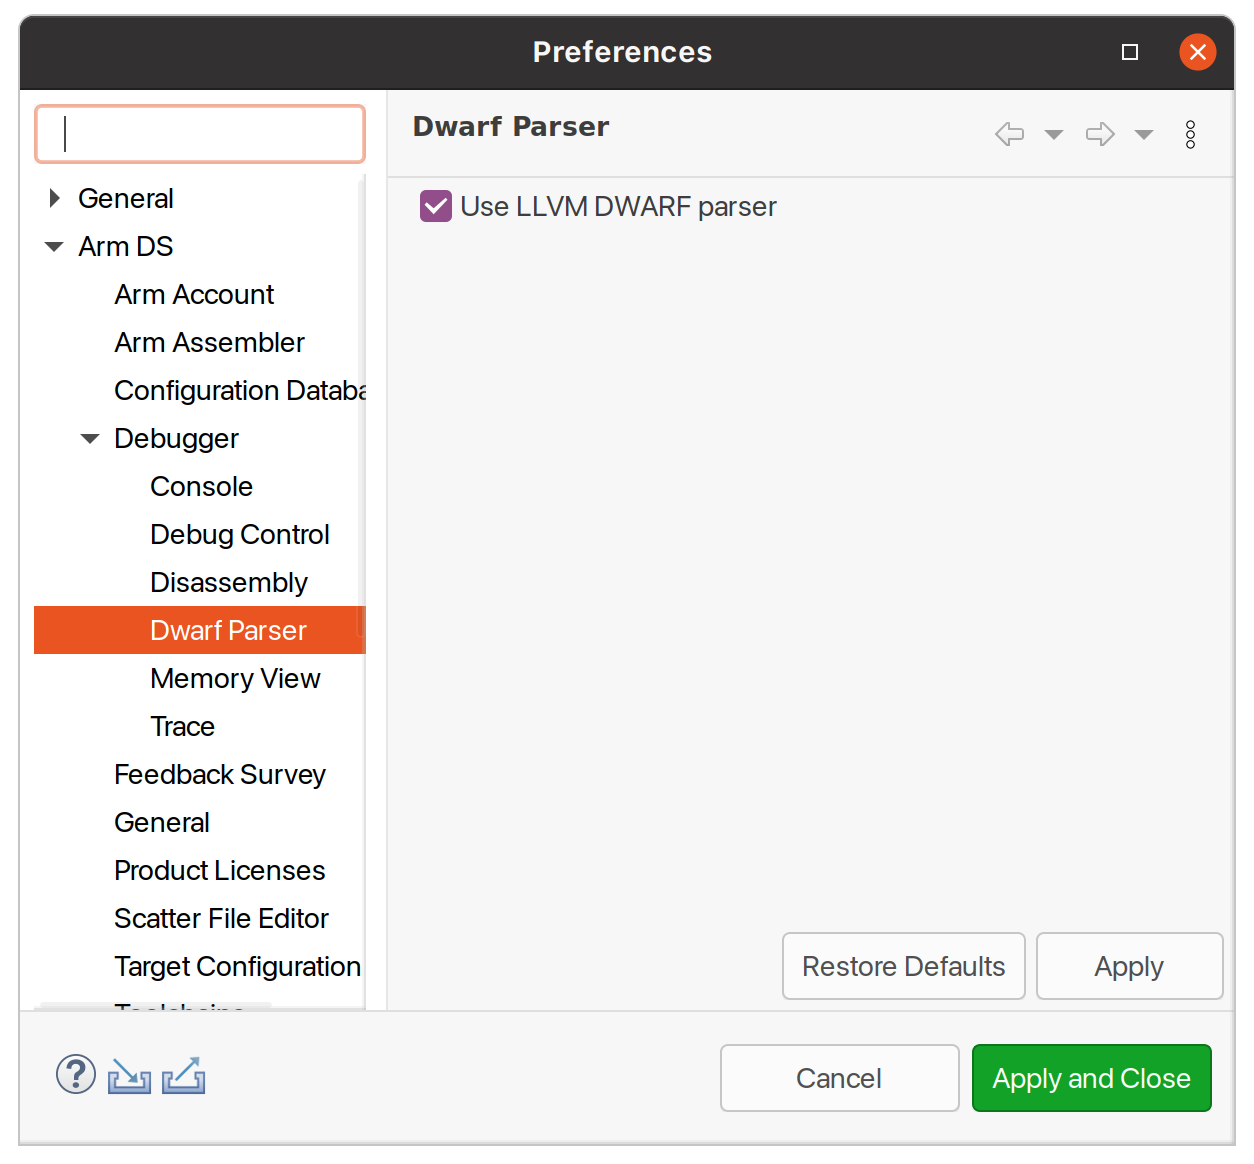 Preferences
Dwarf Parser
General
Use LLVM DWARF parser
Arm DS
Arm Account
Arm Assembler
Configuration Databa
Debugger
Console
Debug Control
Disassembly
Dwarf Parser
Memory View
Trace
Feedback Survey
General
Product Licenses
Scatter File Editor
Target Configuration
Restore Defaults
Apply
?
Cancel
Apply and Close